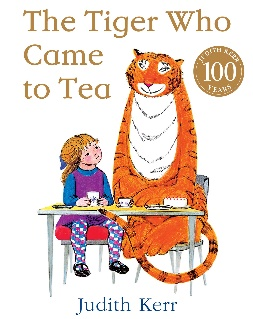 The Tiger Who
Came
to Tea
JUDITH KERR
100
YEARS
Judith Kerr